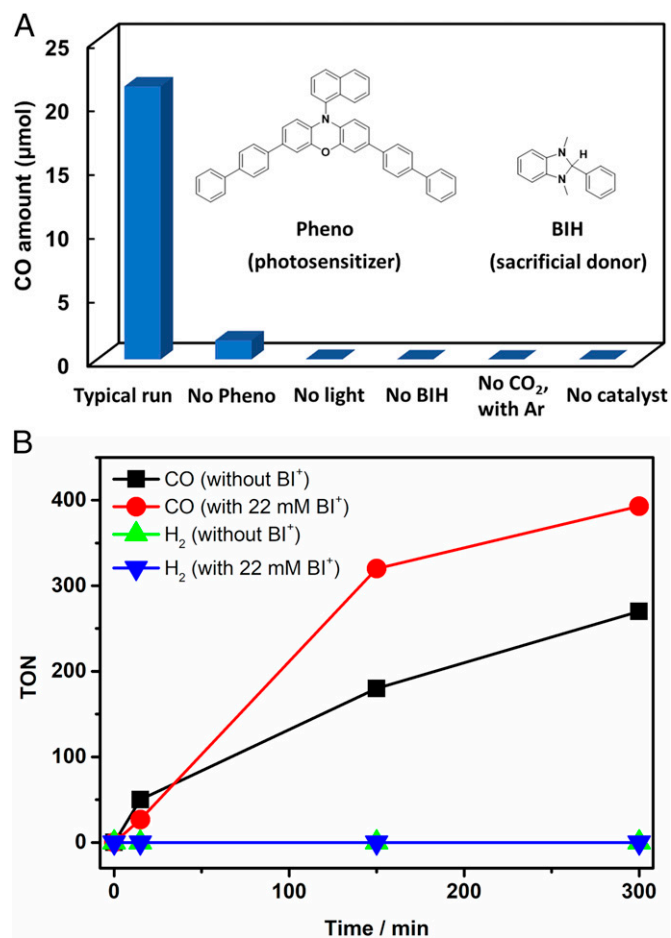 A
CO amount (µmol)
25
20
15
10
5
0
N
O
Pheno
(photosensitizer)
N
H
N
BIH
(sacrificial donor)
Typical run
No Pheno
No light
No BIH
No CO₂,
with Ar
No catalyst
B
CO (without BI⁺)
CO (with 22 mM BI⁺)
H₂ (without BI⁺)
H₂ (with 22 mM BI⁺)
TON
400
300
200
100
0
0
100
200
300
Time / min